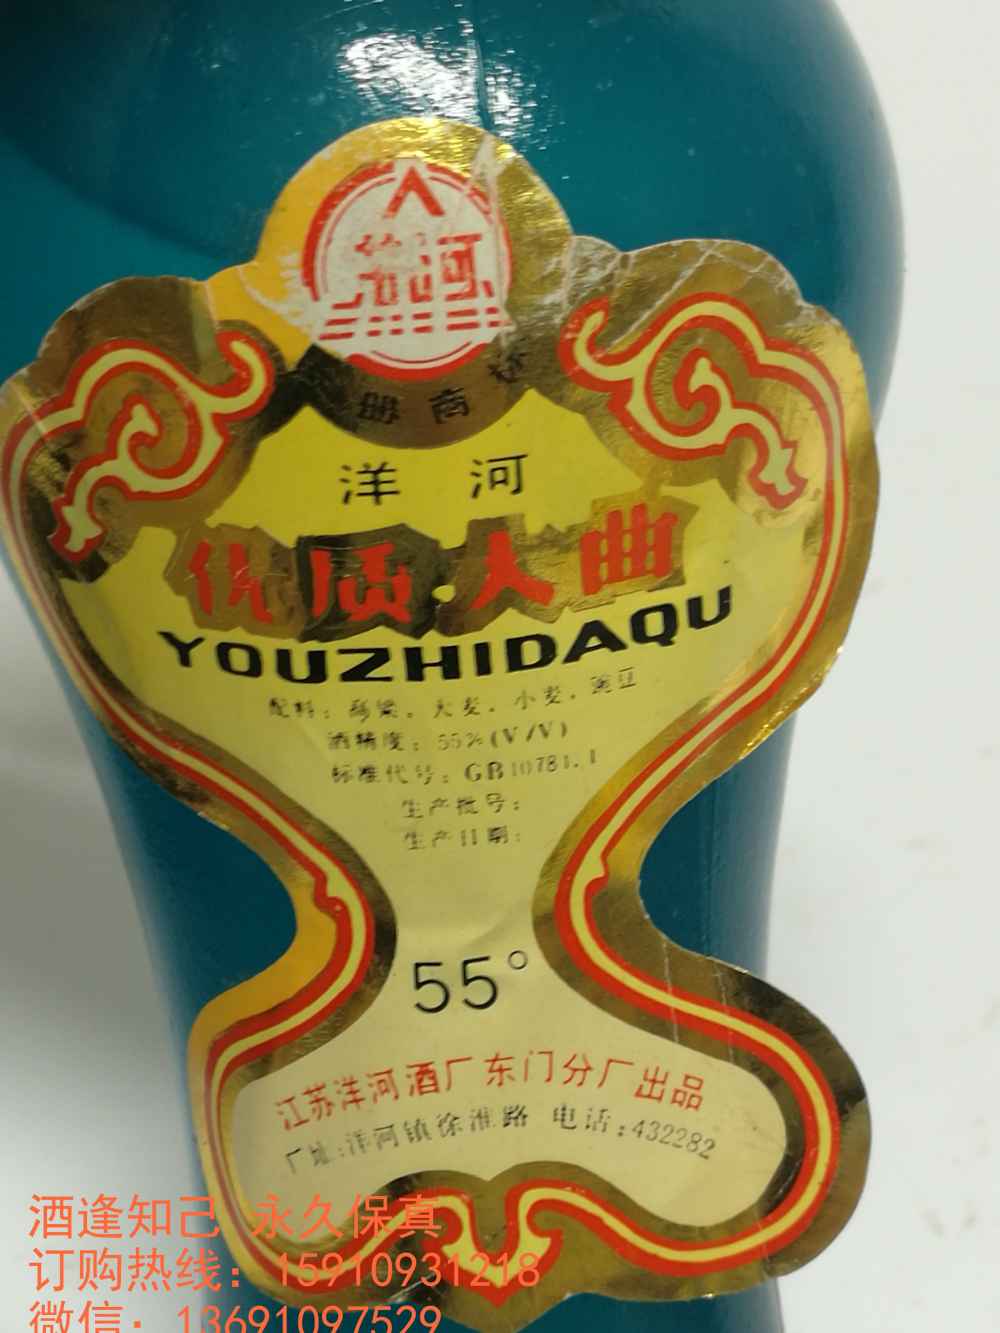 洋河
册商标
洋 河
优质大曲
YOUZHIDAQU
配料：高粱、大麦、小麦、豌豆
酒精度：55%(V/V)
标准代号：GB10781.1
生产批号：
生产日期：
55°
江苏洋河酒厂东门分厂出品
厂址:洋河镇徐淮路 电话:432282
酒逢知己 永久保真
订购热线：15910931218
微信：13691097529